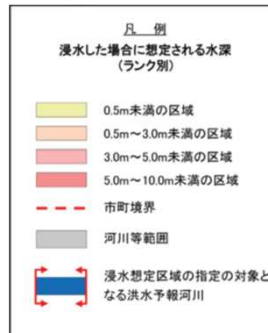 凡 例
浸水した場合に想定される水深
(ランク別)
0.5m未満の区域
0.5m～3.0m未満の区域
3.0m～5.0m未満の区域
5.0m～10.0m未満の区域
市町境界
河川等範囲
浸水想定区域の指定の対象と
なる洪水予報河川